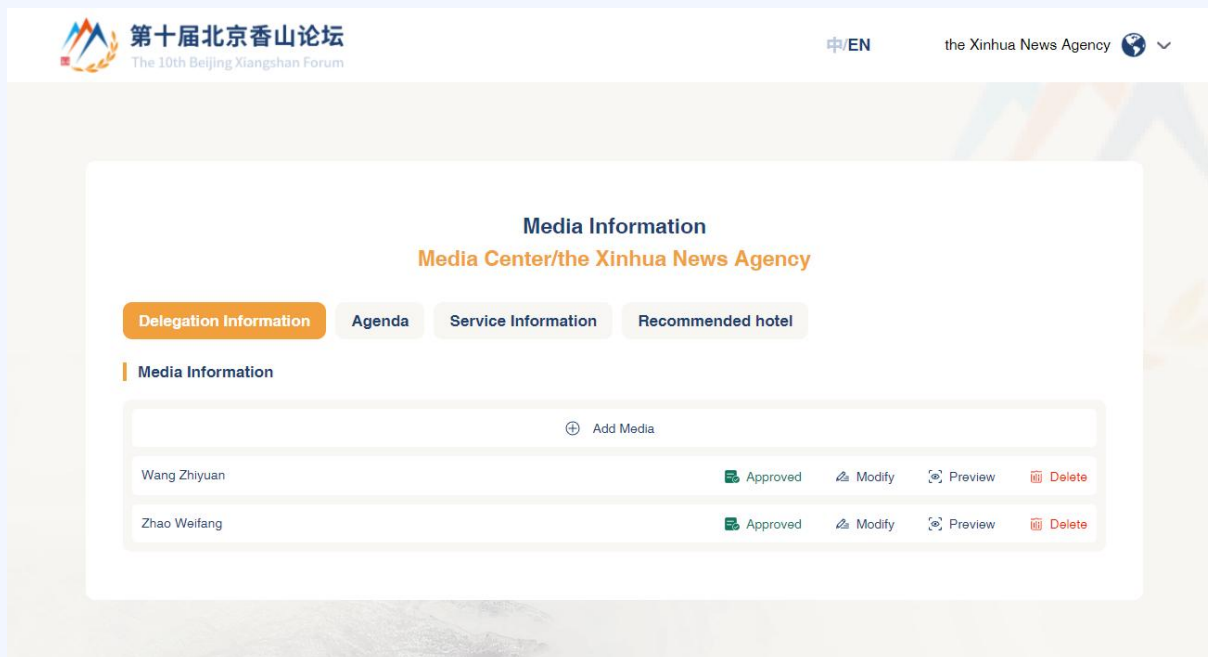 第十届北京香山论坛
The 10th Beijing Xiangshan Forum
中/EN
the Xinhua News Agency
Media Information
Media Center/the Xinhua News Agency
Delegation Information Agenda Service Information Recommended hotel
Media Information
Add Media
Wang Zhiyuan Approved Modify Preview Delete
Zhao Weifang Approved Modify Preview Delete